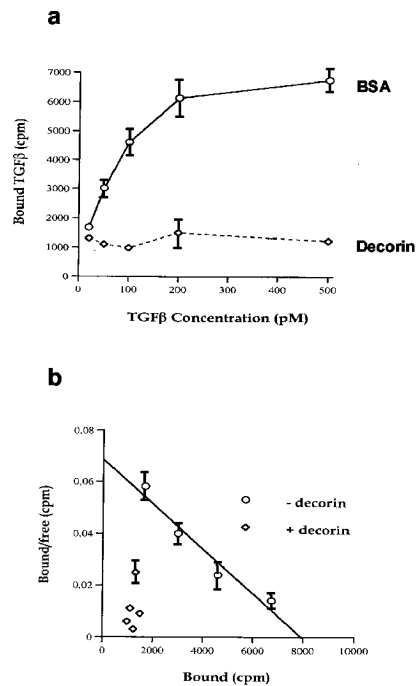 a
7000
6000
5000
4000
3000
2000
1000
0
Bound TGFβ (cpm)
BSA
Decorin
0 100 200 300 400 500
TGFβ Concentration (pM)
b
0.08
0.06
0.04
0.02
0
Bound/free (cpm)
- decorin
+ decorin
0 2000 4000 6000 8000 10000
Bound (cpm)